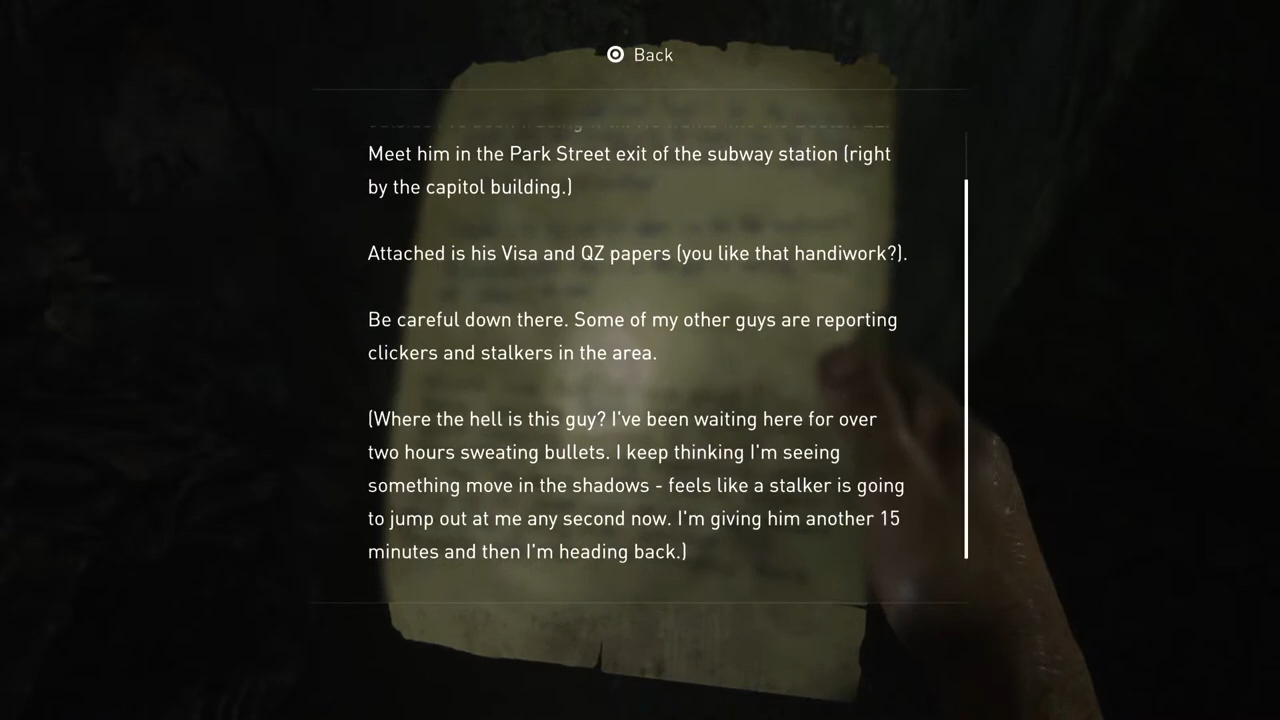 Back
Meet him in the Park Street exit of the subway station (right
by the capitol building.)
Attached is his Visa and QZ papers (you like that handiwork?).
Be careful down there. Some of my other guys are reporting
clickers and stalkers in the area.
(Where the hell is this guy? I've been waiting here for over
two hours sweating bullets. I keep thinking I'm seeing
something move in the shadows - feels like a stalker is going
to jump out at me any second now. I'm giving him another 15
minutes and then I'm heading back.)